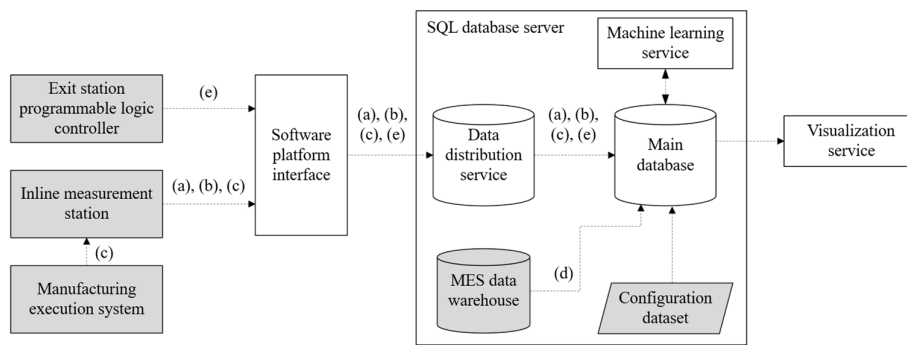 SQL database server
Machine learning
service
Exit station
programmable logic
controller
(e)
Software
platform
interface
(a), (b),
(c), (e)
Data
distribution
service
(a), (b),
(c), (e)
Main
database
Visualization
service
Inline measurement
station
(a), (b), (c)
(c)
Manufacturing
execution system
MES data
warehouse
(d)
Configuration
dataset